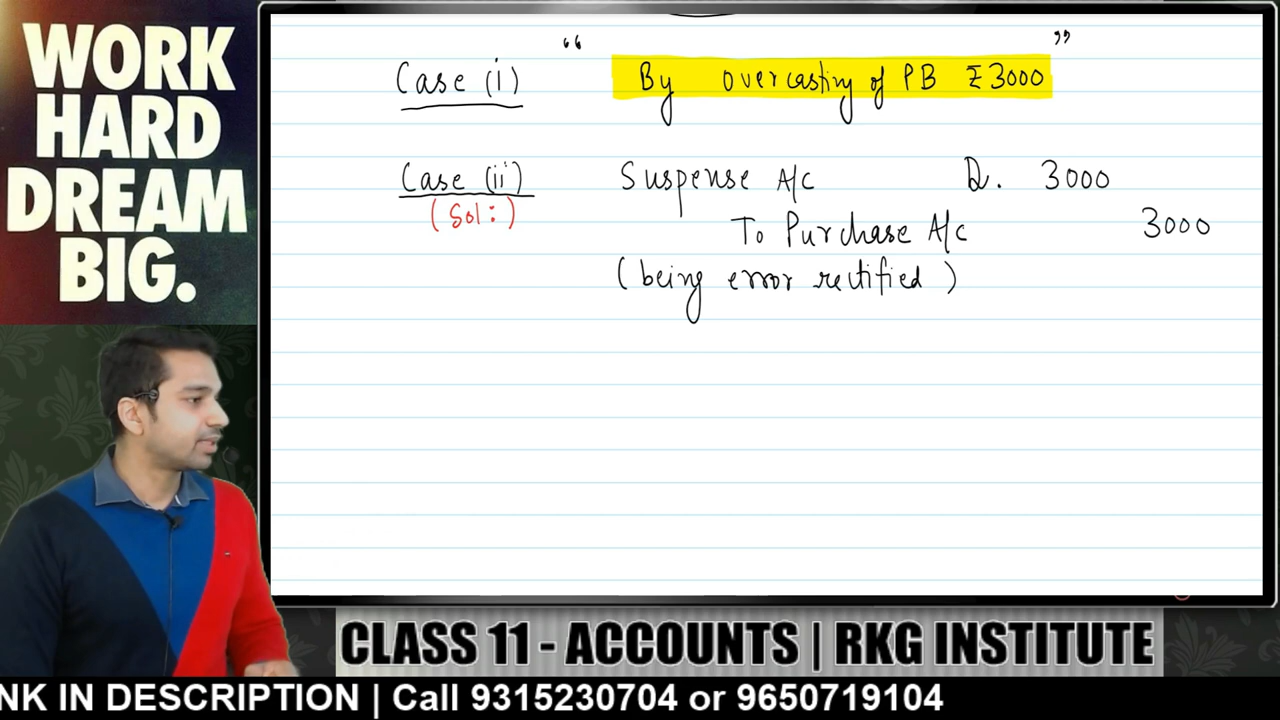 WORK
HARD
DREAM
BIG.
“ ”
Case (i) By overcasting of PB ₹3000
Case (ii) Suspense A/c D. 3000
(Sol:)
To Purchase A/c 3000
(being error rectified)
CLASS 11 - ACCOUNTS | RKG INSTITUTE
NK IN DESCRIPTION | Call 9315230704 or 9650719104